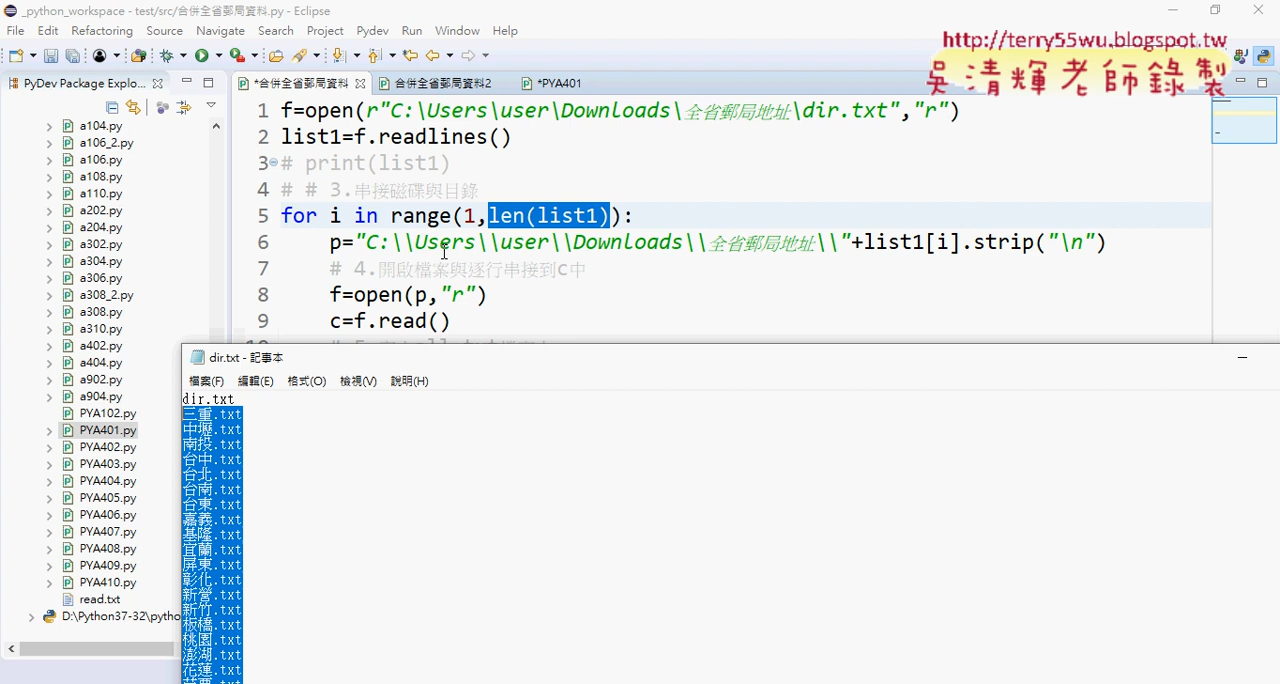 _python_workspace - test/src/合併全省郵局資料.py - Eclipse
File Edit Refactoring Source Navigate Search Project Pydev Run Window Help
http://terry55wu.blogspot.tw
吳清輝老師錄製
PyDev Package Explo...
*合併全省郵局資料
合併全省郵局資料2
*PYA401
a104.py
a106_2.py
a106.py
a108.py
a110.py
a202.py
a204.py
a302.py
a304.py
a306.py
a308_2.py
a308.py
a310.py
a402.py
a404.py
a902.py
a904.py
PYA102.py
PYA401.py
PYA402.py
PYA403.py
PYA404.py
PYA405.py
PYA406.py
PYA407.py
PYA408.py
PYA409.py
PYA410.py
read.txt
D:\Python37-32\pytho
1 f=open(r"C:\Users\user\Downloads\全省郵局地址\dir.txt","r")
2 list1=f.readlines()
3 # print(list1)
4 # # 3.串接磁碟與目錄
5 for i in range(1,len(list1)):
6 p="C:\\Users\\user\\Downloads\\全省郵局地址\\"+list1[i].strip("\n")
7 # 4.開啟檔案與逐行串接到c中
8 f=open(p,"r")
9 c=f.read()
dir.txt - 記事本
檔案(F) 編輯(E) 格式(O) 檢視(V) 說明(H)
dir.txt
三重.txt
中壢.txt
南投.txt
台中.txt
台北.txt
台南.txt
台東.txt
嘉義.txt
基隆.txt
宜蘭.txt
屏東.txt
彰化.txt
新營.txt
新竹.txt
板橋.txt
桃園.txt
澎湖.txt
花蓮.txt